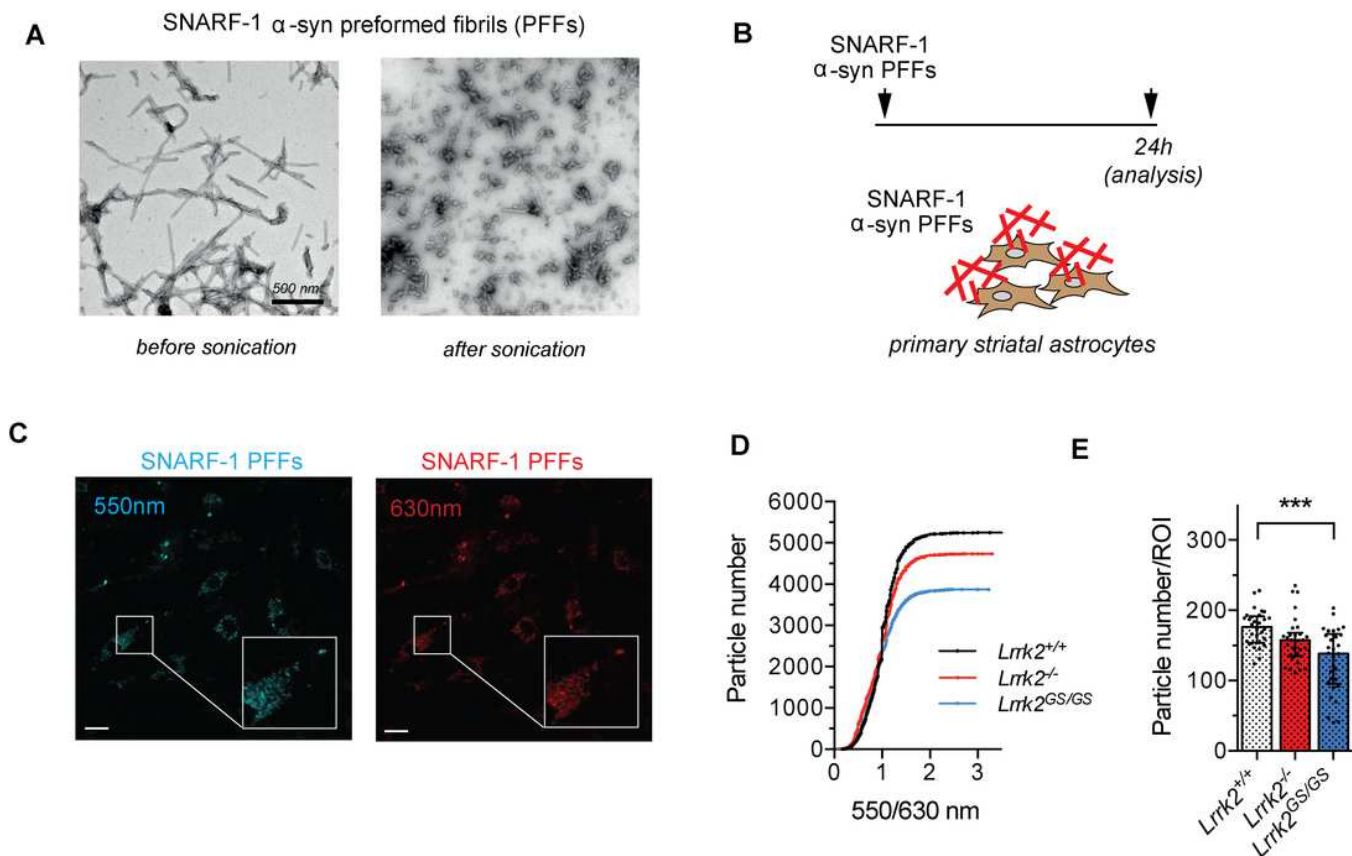 A
SNARF-1 α-syn preformed fibrils (PFFs)
500 nm
before sonication
after sonication
B
SNARF-1
α-syn PFFs
24h
(analysis)
SNARF-1
α-syn PFFs
primary striatal astrocytes
C
SNARF-1 PFFs
SNARF-1 PFFs
550nm
630nm
D
Particle number
6000
5000
4000
3000
2000
1000
0
0 1 2 3
550/630 nm
Lrrk2+/+
Lrrk2-/-
Lrrk2GS/GS
E
Particle number/ROI
***
300
200
100
0
Lrrk2+/+
Lrrk2-/-
Lrrk2GS/GS